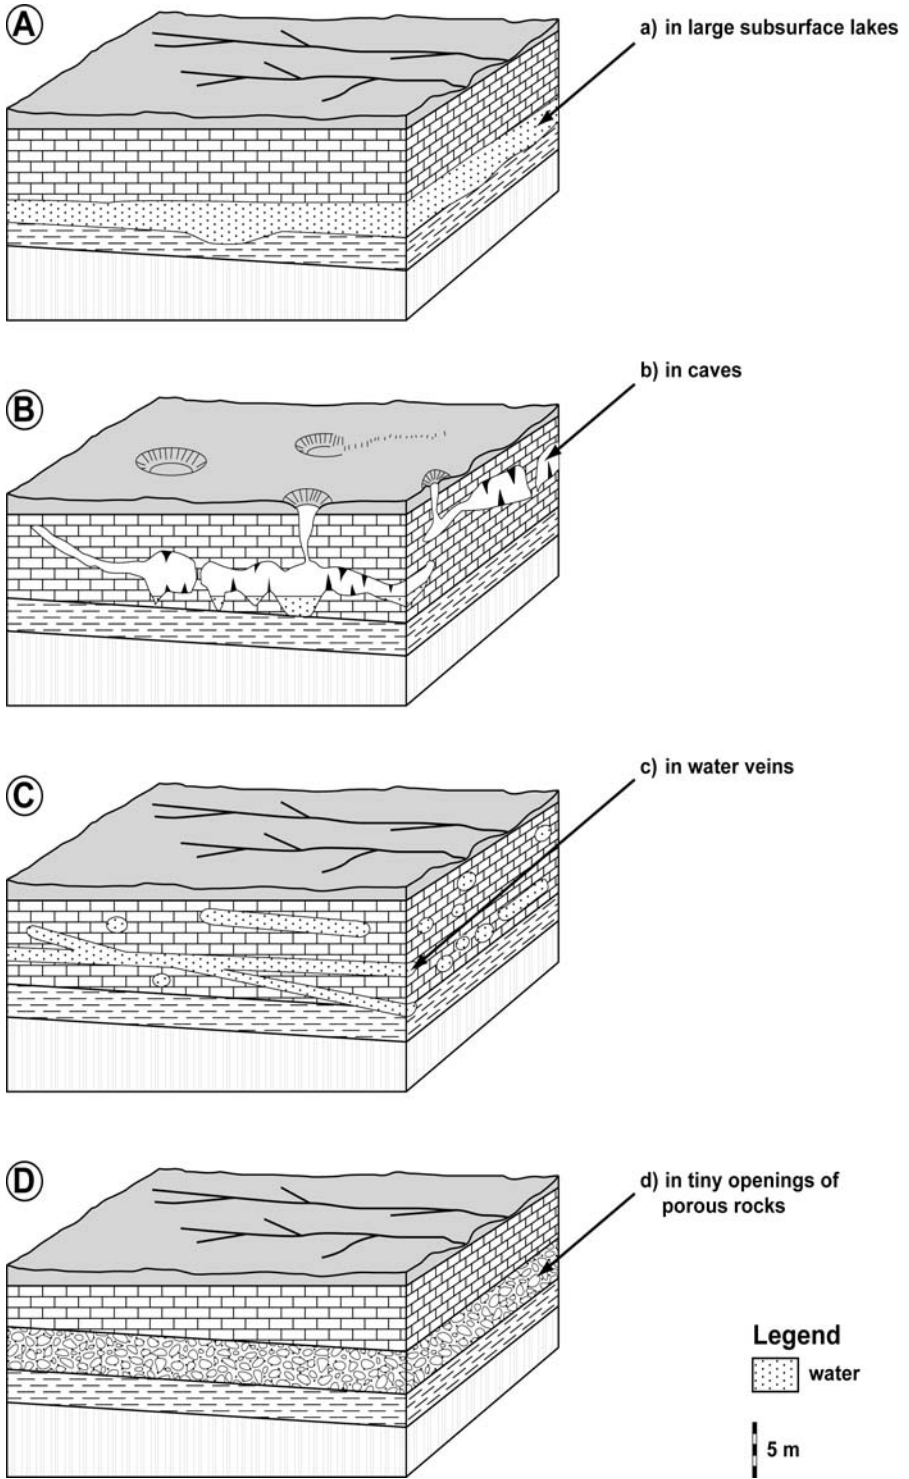 A
a) in large subsurface lakes
B
b) in caves
C
c) in water veins
D
d) in tiny openings of
porous rocks
Legend
water
5 m